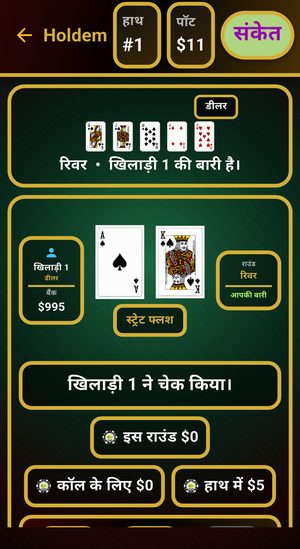 Holdem
हाथ
#1
पॉट
$11
संकेत
डीलर
रिवर • खिलाड़ी 1 की बारी है।
खिलाड़ी 1
डीलर
बैंक
$995
A
A
K
K
राउंड
रिवर
आपकी बारी
स्ट्रेट फ्लश
खिलाड़ी 1 ने चेक किया।
इस राउंड $0
कॉल के लिए $0
हाथ में $5